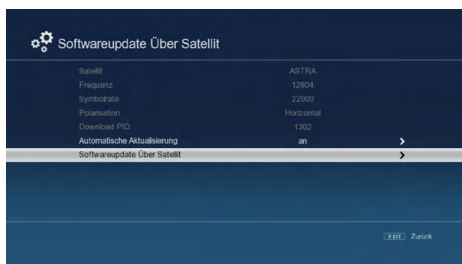 Softwareupdate Über Satellit
Satellit ASTRA
Frequenz 12604
Symbolrate 22000
Polarisation Horizontal
Download PID 1302
Automatische Aktualisierung an
Softwareupdate Über Satellit
EXIT Zurück